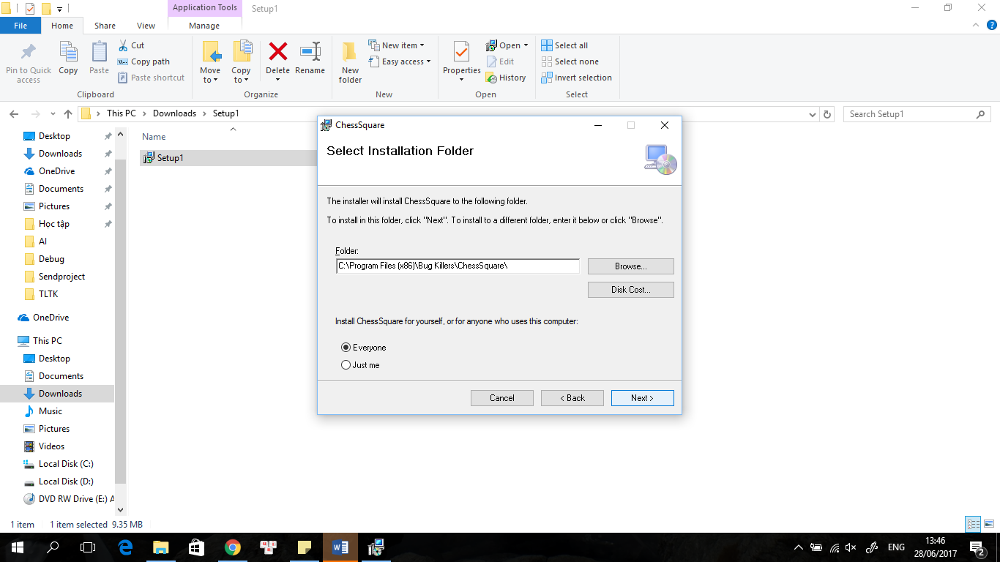 Application Tools
Setup1
File
Home
Share
View
Manage
Pin to Quick access
Copy
Paste
Cut
Copy path
Paste shortcut
Clipboard
Move to
Copy to
Delete
Rename
Organize
New folder
New item
Easy access
New
Properties
Open
Edit
History
Open
Select all
Select none
Invert selection
Select
This PC > Downloads > Setup1
Search Setup1
Desktop
Downloads
OneDrive
Documents
Pictures
Học tập
AI
Debug
Sendproject
TLTK
OneDrive
This PC
Desktop
Documents
Downloads
Music
Pictures
Videos
Local Disk (C:)
Local Disk (D:)
DVD RW Drive (E:) A
Name
Setup1
ChessSquare
Select Installation Folder
The installer will install ChessSquare to the following folder.
To install in this folder, click "Next". To install to a different folder, enter it below or click "Browse".
Folder:
C:\Program Files (x86)\Bug Killers\ChessSquare\
Browse...
Disk Cost...
Install ChessSquare for yourself, or for anyone who uses this computer:
Everyone
Just me
Cancel
< Back
Next >
1 item
1 item selected 9.35 MB
ENG
13:46
28/06/2017
2